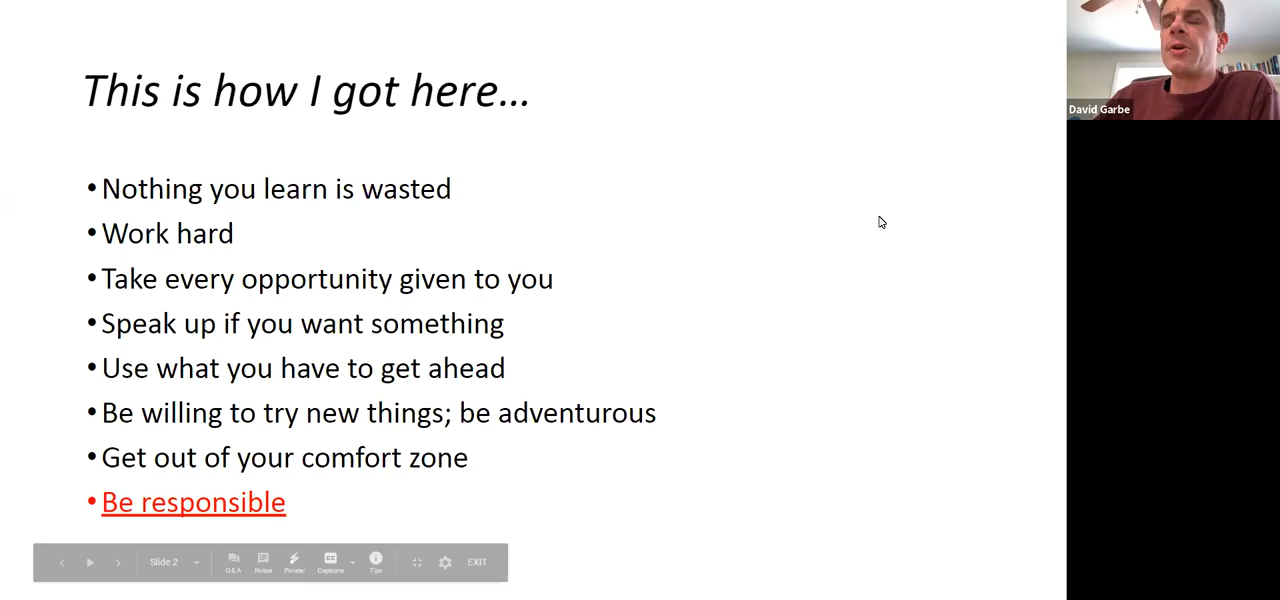 This is how I got here...
David Garbe
• Nothing you learn is wasted
• Work hard
• Take every opportunity given to you
• Speak up if you want something
• Use what you have to get ahead
• Be willing to try new things; be adventurous
• Get out of your comfort zone
• Be responsible
Slide 2
Q & A
Notes
Pointer
CC
Captions
Tips
EXIT